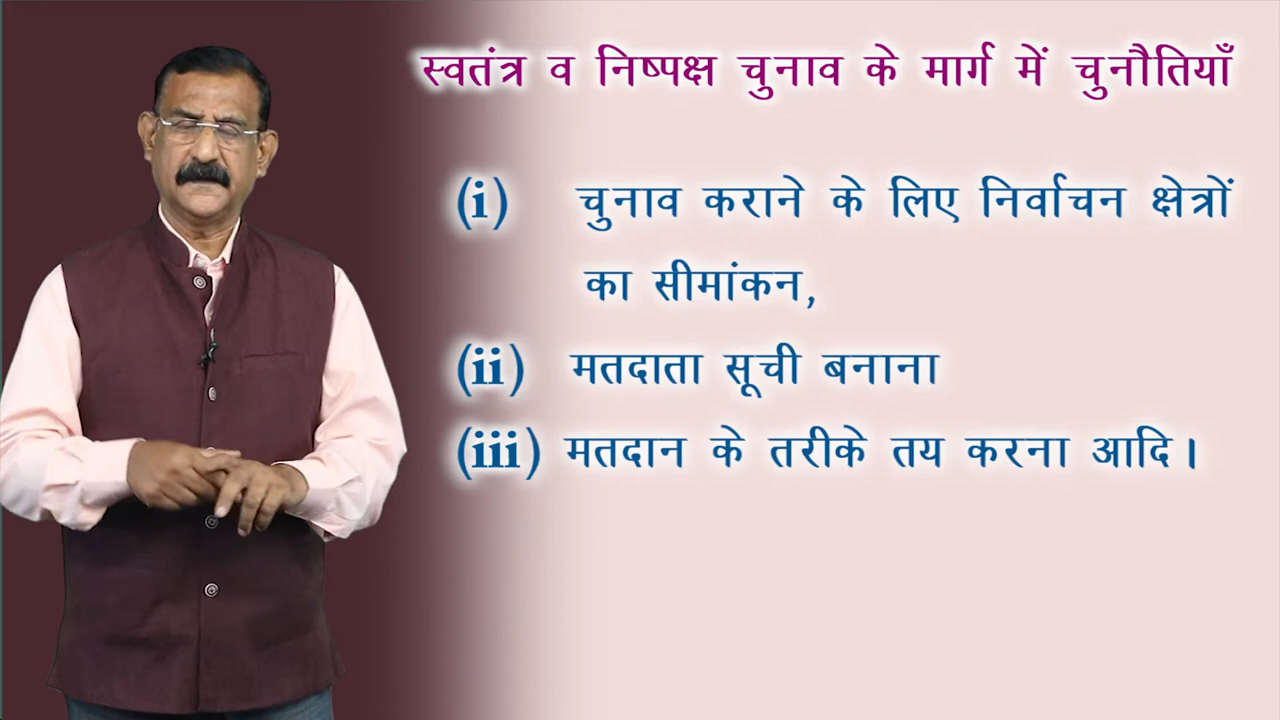 स्वतंत्र व निष्पक्ष चुनाव के मार्ग में चुनौतियाँ
(i) चुनाव कराने के लिए निर्वाचन क्षेत्रों
का सीमांकन,
(ii) मतदाता सूची बनाना
(iii) मतदान के तरीके तय करना आदि।